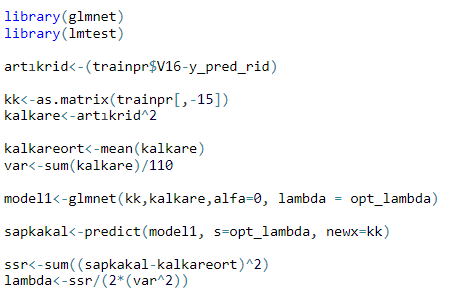 library(glmnet)
library(lmtest)
artıkrid<-(trainpr$V16-y_pred_rid)
kk<-as.matrix(trainpr[,-15])
kalkare<-artıkrid^2
kalkareort<-mean(kalkare)
var<-sum(kalkare)/110
model1<-glmnet(kk,kalkare,alfa=0, lambda = opt_lambda)
sapkakal<-predict(model1, s=opt_lambda, newx=kk)
ssr<-sum((sapkakal-kalkareort)^2)
lambda<-ssr/(2*(var^2))